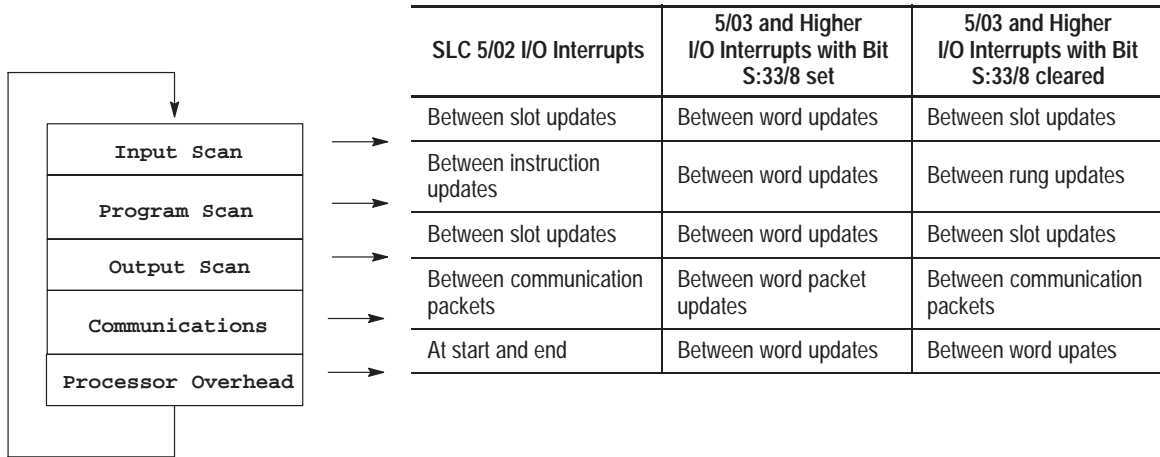 SLC 5/02 I/O Interrupts
5/03 and Higher
I/O Interrupts with Bit
S:33/8 set
5/03 and Higher
I/O Interrupts with Bit
S:33/8 cleared
Input Scan
Between slot updates
Between word updates
Between slot updates
Program Scan
Between instruction
updates
Between word updates
Between rung updates
Output Scan
Between slot updates
Between word updates
Between slot updates
Communications
Between communication
packets
Between word packet
updates
Between communication
packets
Processor Overhead
At start and end
Between word updates
Between word upates